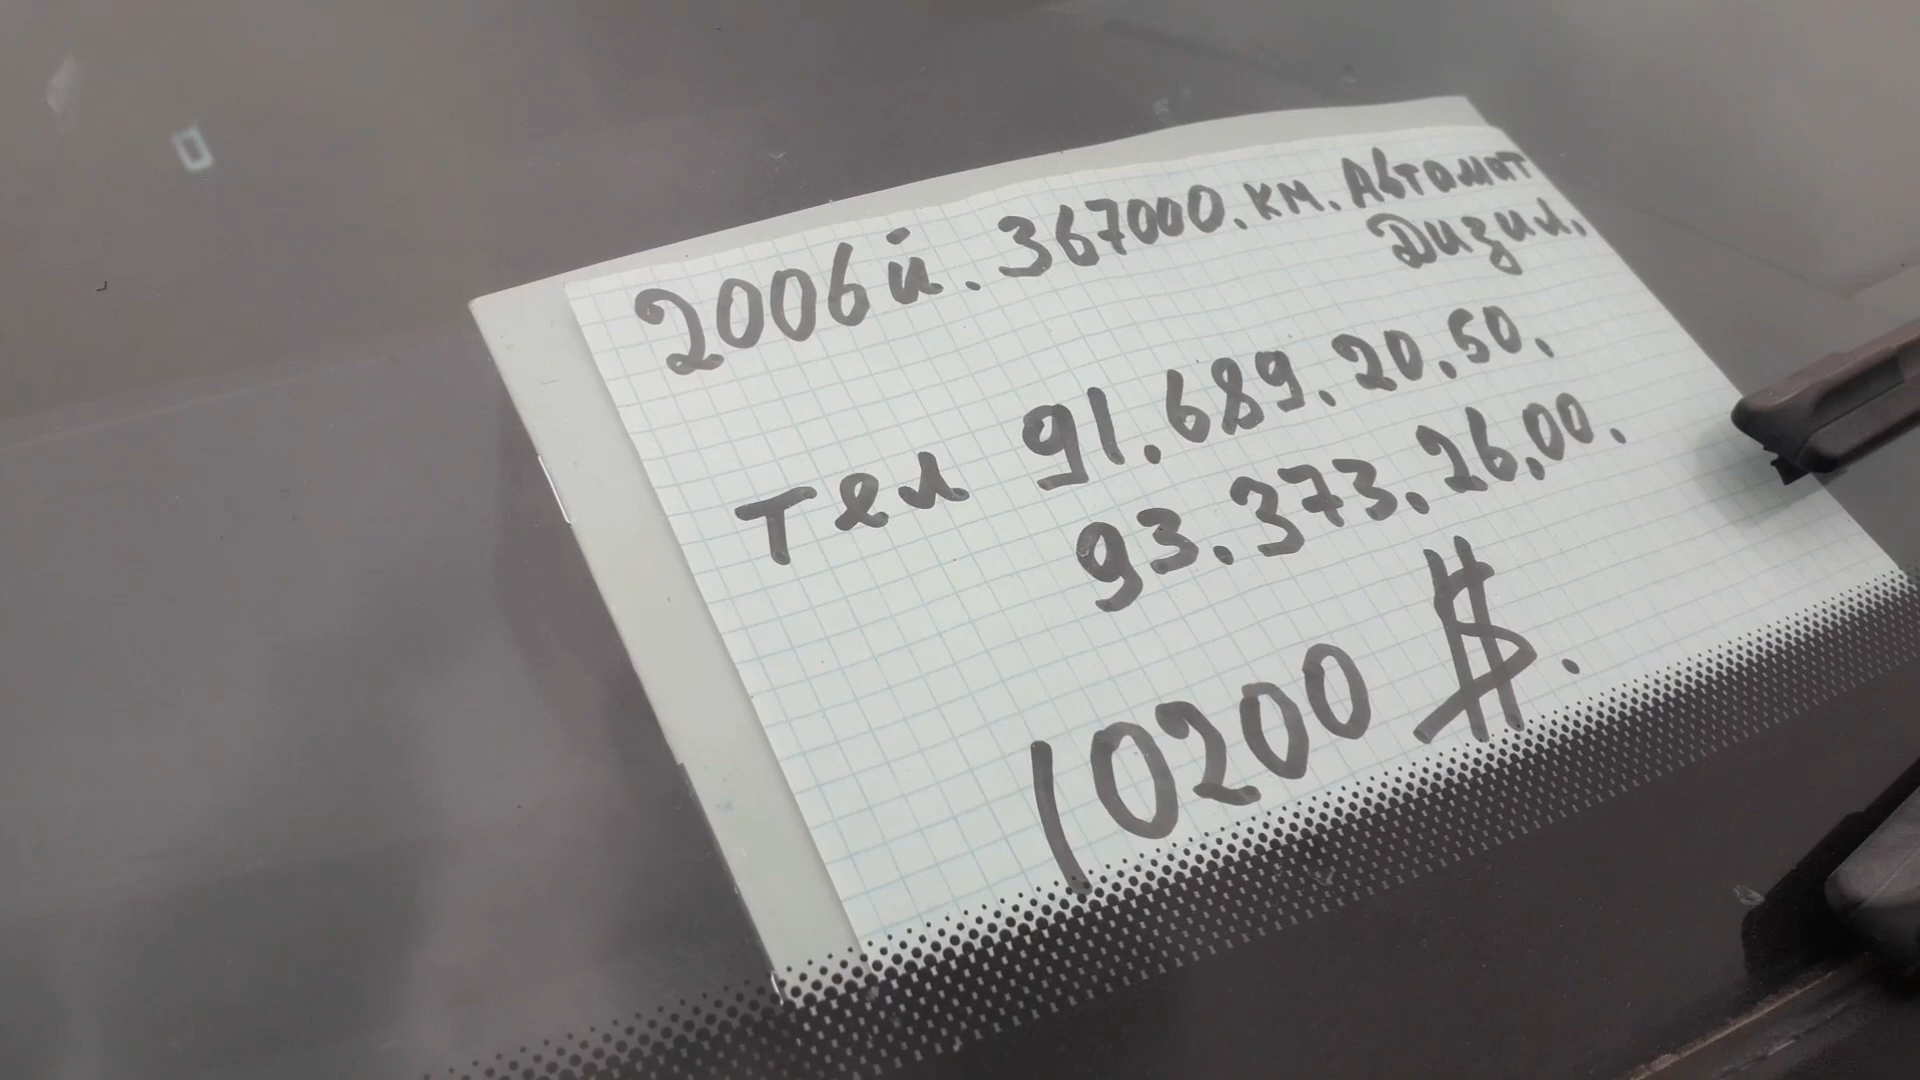 2006й. 367000. км. Автомат
Дизил.
тел 91.689.20.50.
93.373.26.00.
10200 $.